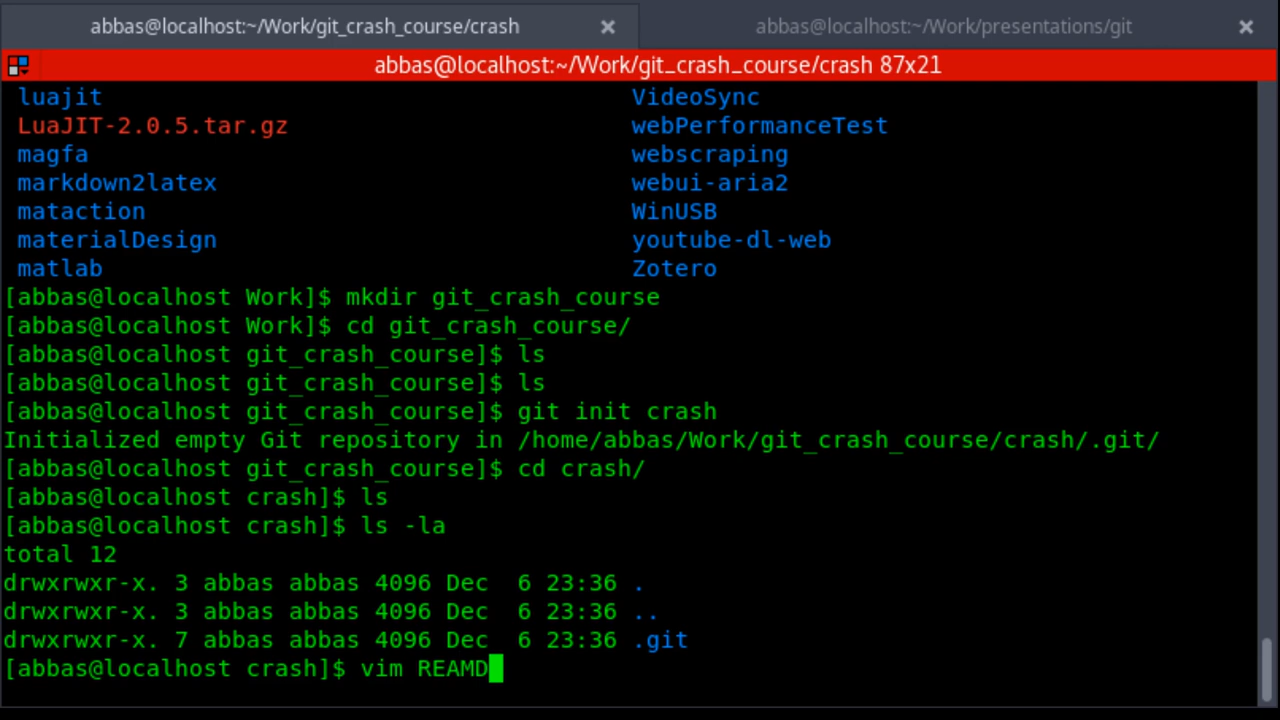 abbas@localhost:~/Work/git_crash_course/crash
abbas@localhost:~/Work/presentations/git
abbas@localhost:~/Work/git_crash_course/crash 87x21
luajit VideoSync
LuaJIT-2.0.5.tar.gz webPerformanceTest
magfa webscraping
markdown2latex webui-aria2
mataction WinUSB
materialDesign youtube-dl-web
matlab Zotero
[abbas@localhost Work]$ mkdir git_crash_course
[abbas@localhost Work]$ cd git_crash_course/
[abbas@localhost git_crash_course]$ ls
[abbas@localhost git_crash_course]$ ls
[abbas@localhost git_crash_course]$ git init crash
Initialized empty Git repository in /home/abbas/Work/git_crash_course/crash/.git/
[abbas@localhost git_crash_course]$ cd crash/
[abbas@localhost crash]$ ls
[abbas@localhost crash]$ ls -la
total 12
drwxrwxr-x. 3 abbas abbas 4096 Dec  6 23:36 .
drwxrwxr-x. 3 abbas abbas 4096 Dec  6 23:36 ..
drwxrwxr-x. 7 abbas abbas 4096 Dec  6 23:36 .git
[abbas@localhost crash]$ vim REAMD